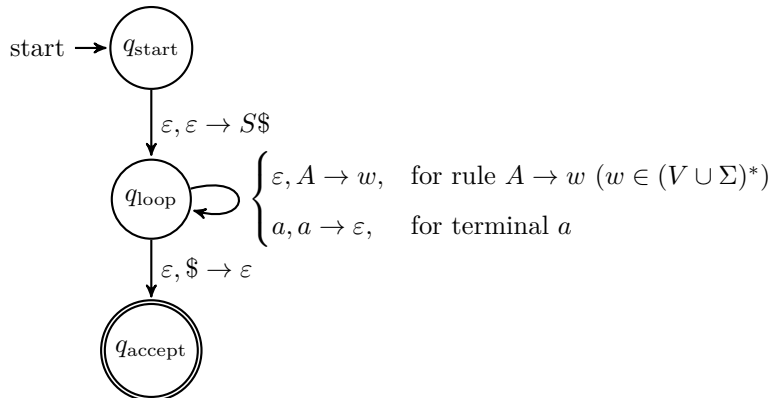 start
q_start
ε, ε → S$
q_loop
{ ε, A → w, for rule A → w (w ∈ (V ∪ Σ)*)
a, a → ε, for terminal a
ε, $ → ε
q_accept